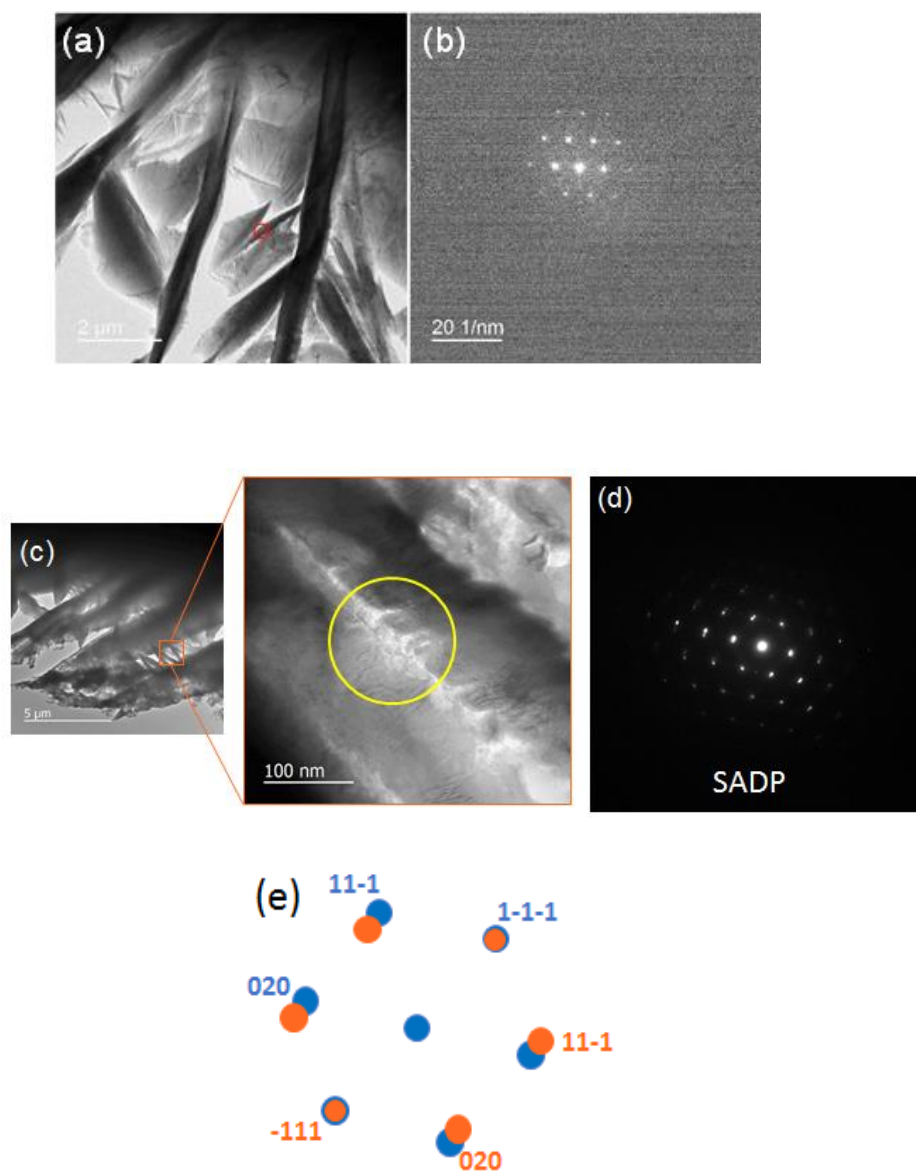 (a)
(b)
2 µm
20 1/nm
(c)
5 µm
100 nm
(d)
SADP
(e)
11-1
1-1-1
020
11-1
-111
020